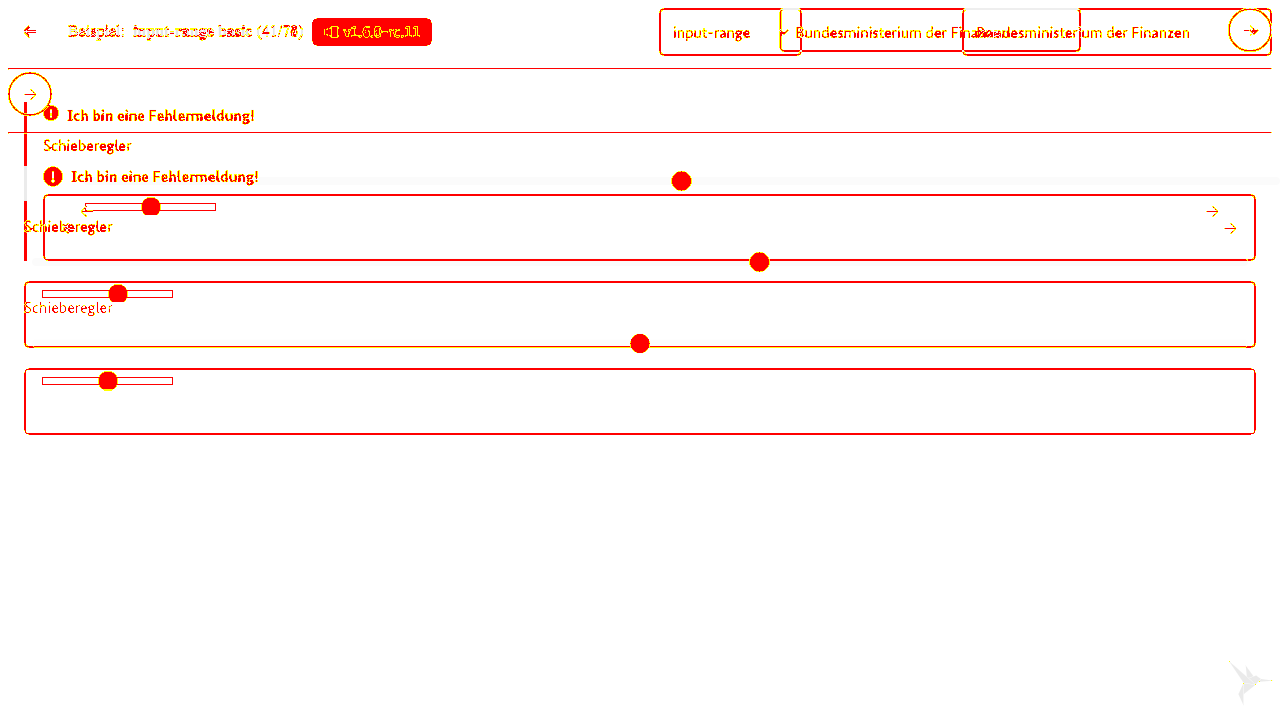 Beispiel: input-range basic (41/78) v1.6.0-rc.11 input-range Bundesministerium der Finanzen Bundesministerium der Finanzen
Ich bin eine Fehlermeldung!
Schieberegler
Ich bin eine Fehlermeldung!
Schieberegler
Schieberegler